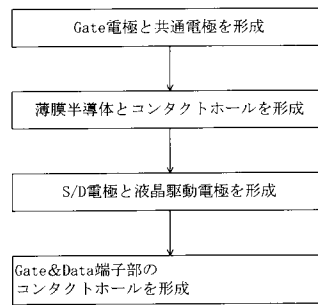 Gate電極と共通電極を形成
薄膜半導体とコンタクトホールを形成
S/D電極と液晶駆動電極を形成
Gate&Data端子部の
コンタクトホールを形成